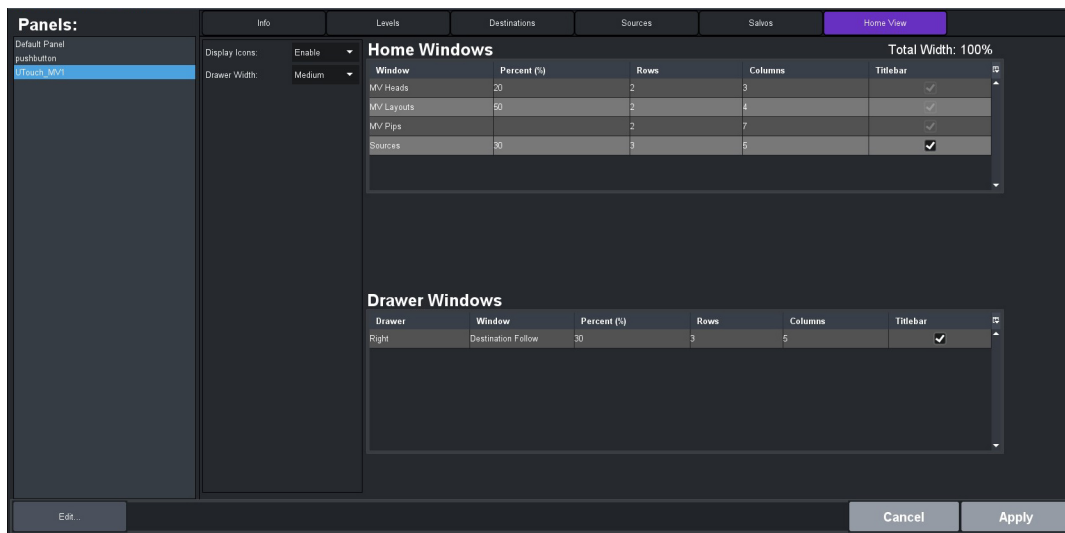 Panels:
Info Levels Destinations Sources Salvos Home View
Default Panel
pushbutton
UTouch_MV1
Display Icons: Enable
Drawer Width: Medium
Home Windows Total Width: 100%
Window Percent (%) Rows Columns Titlebar
MV Heads 20 2 3
MV Layouts 50 2 4
MV Pips 2 7
Sources 30 3 5
Drawer Windows
Drawer Window Percent (%) Rows Columns Titlebar
Right Destination Follow 30 3 5
Edit... Cancel Apply